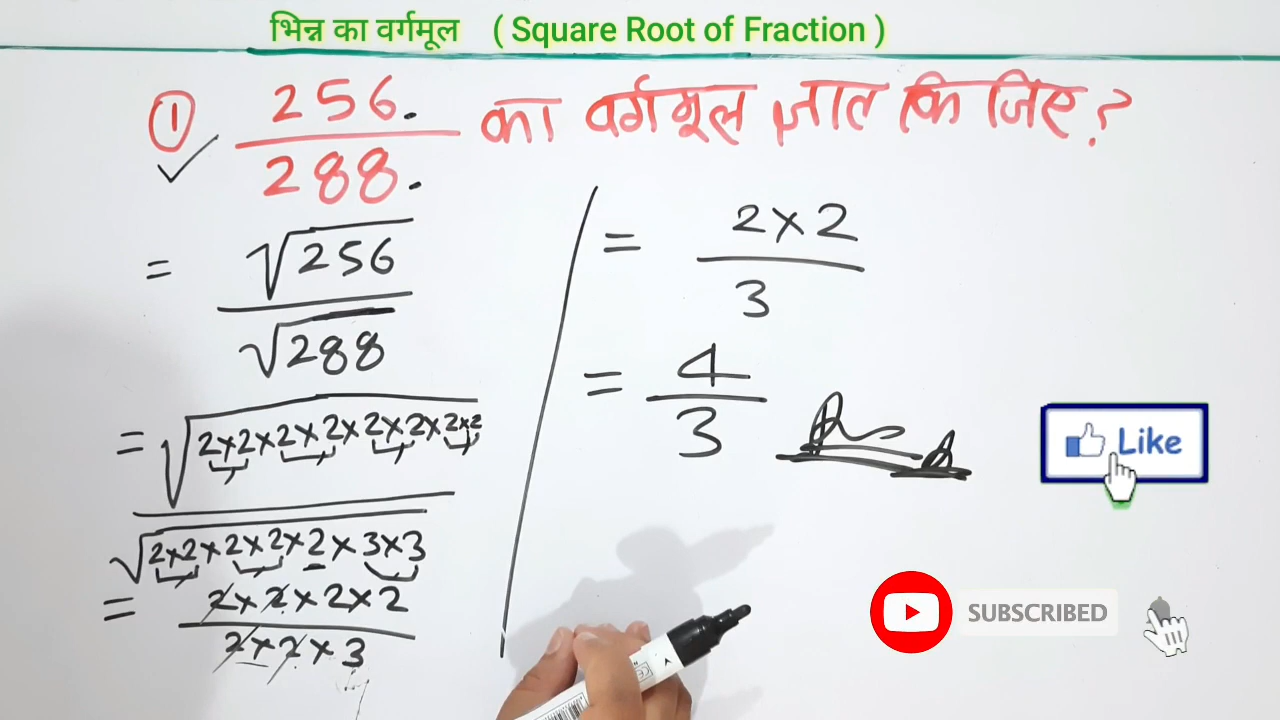 भिन्न का वर्गमूल ( Square Root of Fraction )
① 256. / 288. का वर्गमूल ज्ञात कि जिए ?
= √256 / √288
= √2×2×2×2×2×2×2×2
√2×2×2×2×2×3×3
= 2×2×2×2
2×2×3
= 2×2 / 3
= 4 / 3
Like
SUBSCRIBED